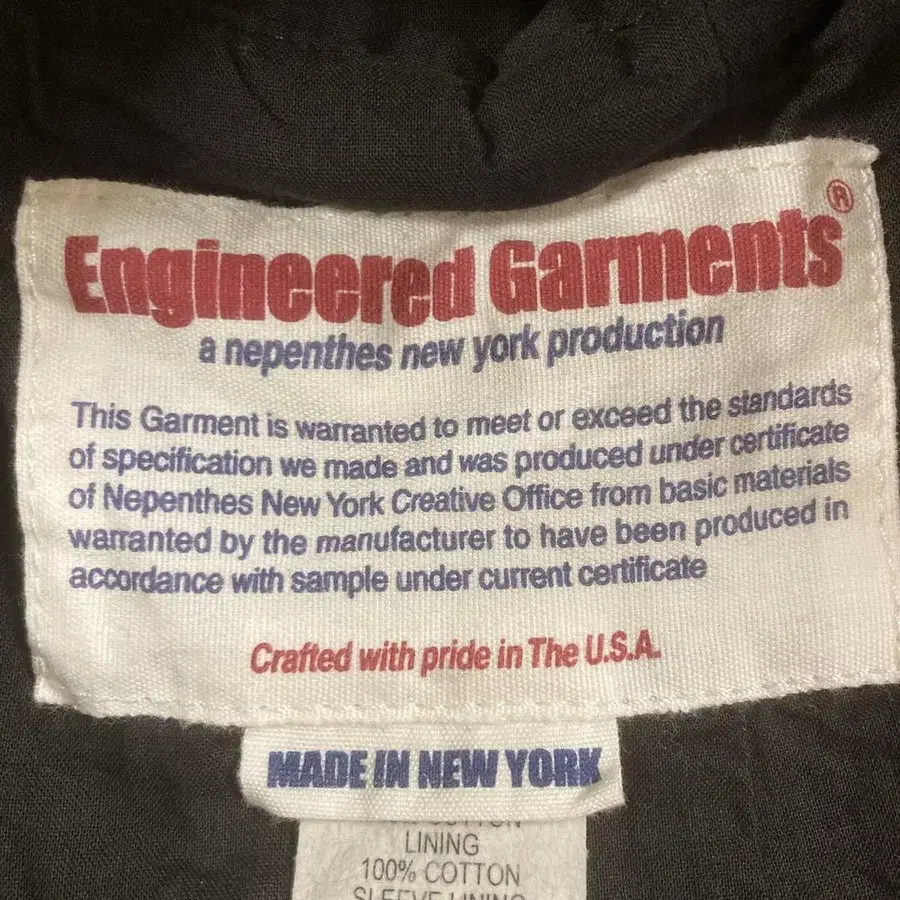 Engineered Garments®
a nepenthes new york production
This Garment is warranted to meet or exceed the standards
of specification we made and was produced under certificate
of Nepenthes New York Creative Office from basic materials
warranted by the manufacturer to have been produced in
accordance with sample under current certificate
Crafted with pride in The U.S.A.
MADE IN NEW YORK
COTTON
LINING
100% COTTON
SLEEVE LINING